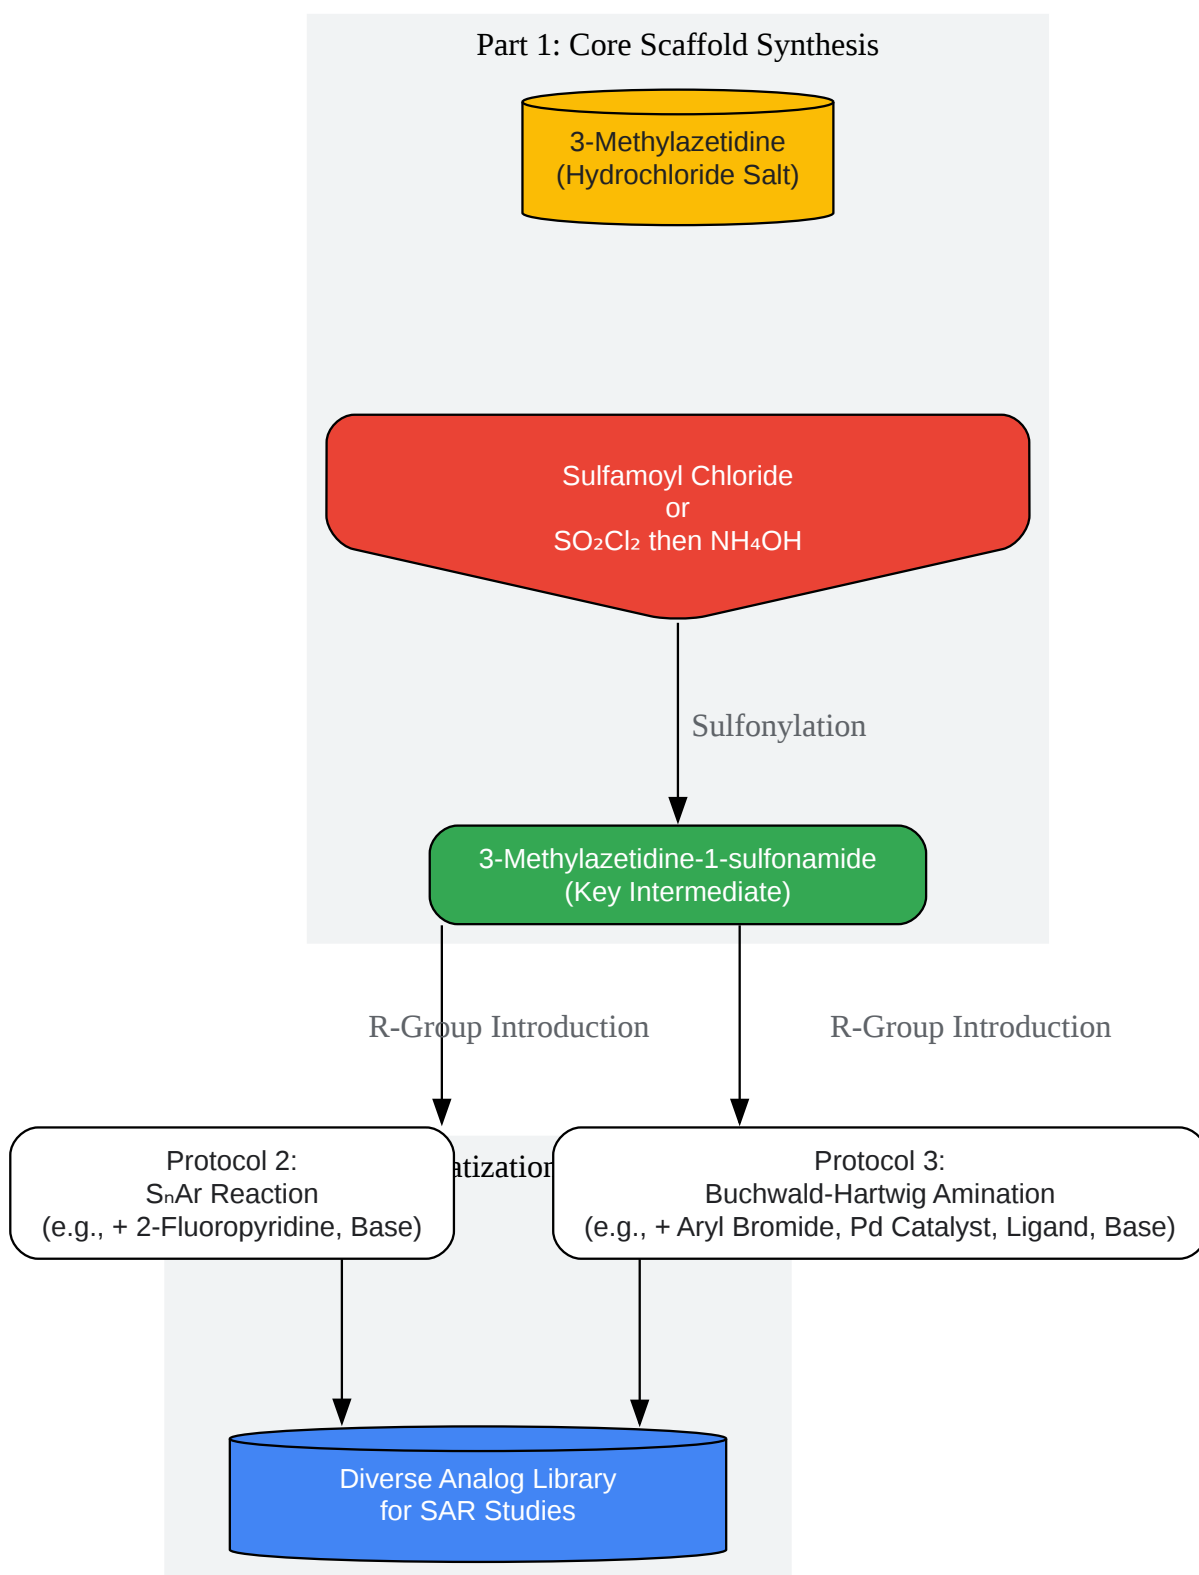 Part 1: Core Scaffold Synthesis
3-Methylazetidine
(Hydrochloride Salt)
Sulfamoyl Chloride
or
SO₂Cl₂ then NH₄OH
Sulfonylation
3-Methylazetidine-1-sulfonamide
(Key Intermediate)
R-Group Introduction
R-Group Introduction
Protocol 2:
SₙAr Reaction
(e.g., + 2-Fluoropyridine, Base)
atization
Protocol 3:
Buchwald-Hartwig Amination
(e.g., + Aryl Bromide, Pd Catalyst, Ligand, Base)
Diverse Analog Library
for SAR Studies